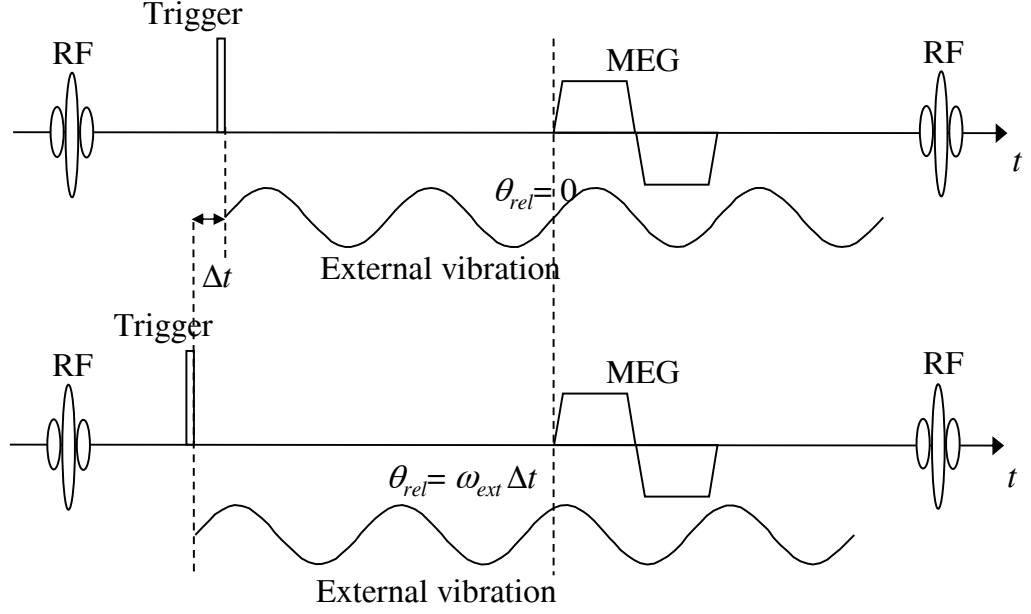 Trigger
RF
MEG
RF
t
θrel= 0
External vibration
Δt
Trigger
RF
MEG
RF
θrel= ωext Δt
t
External vibration